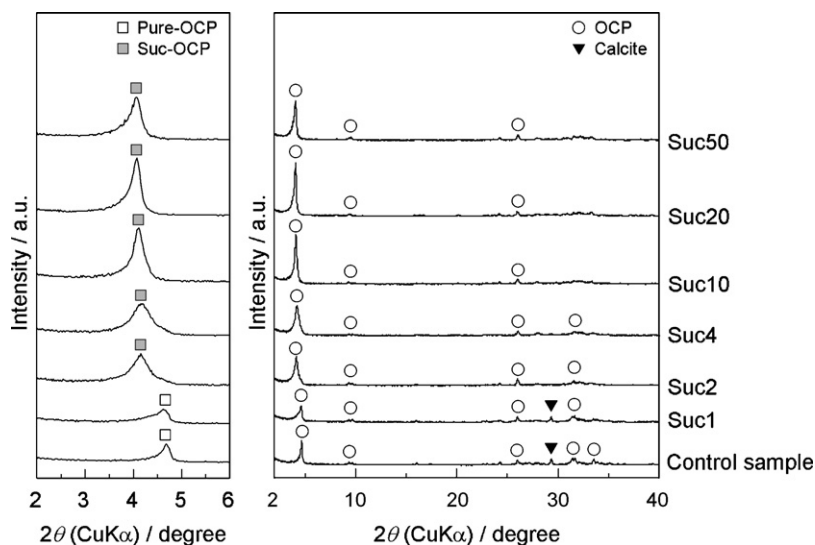 Pure-OCP
Suc-OCP
OCP
Calcite
Suc50
Suc20
Suc10
Suc4
Suc2
Suc1
Control sample
Intensity / a.u.
Intensity / a.u.
2 3 4 5 6
2 10 20 30 40
2θ (CuKα) / degree
2θ (CuKα) / degree